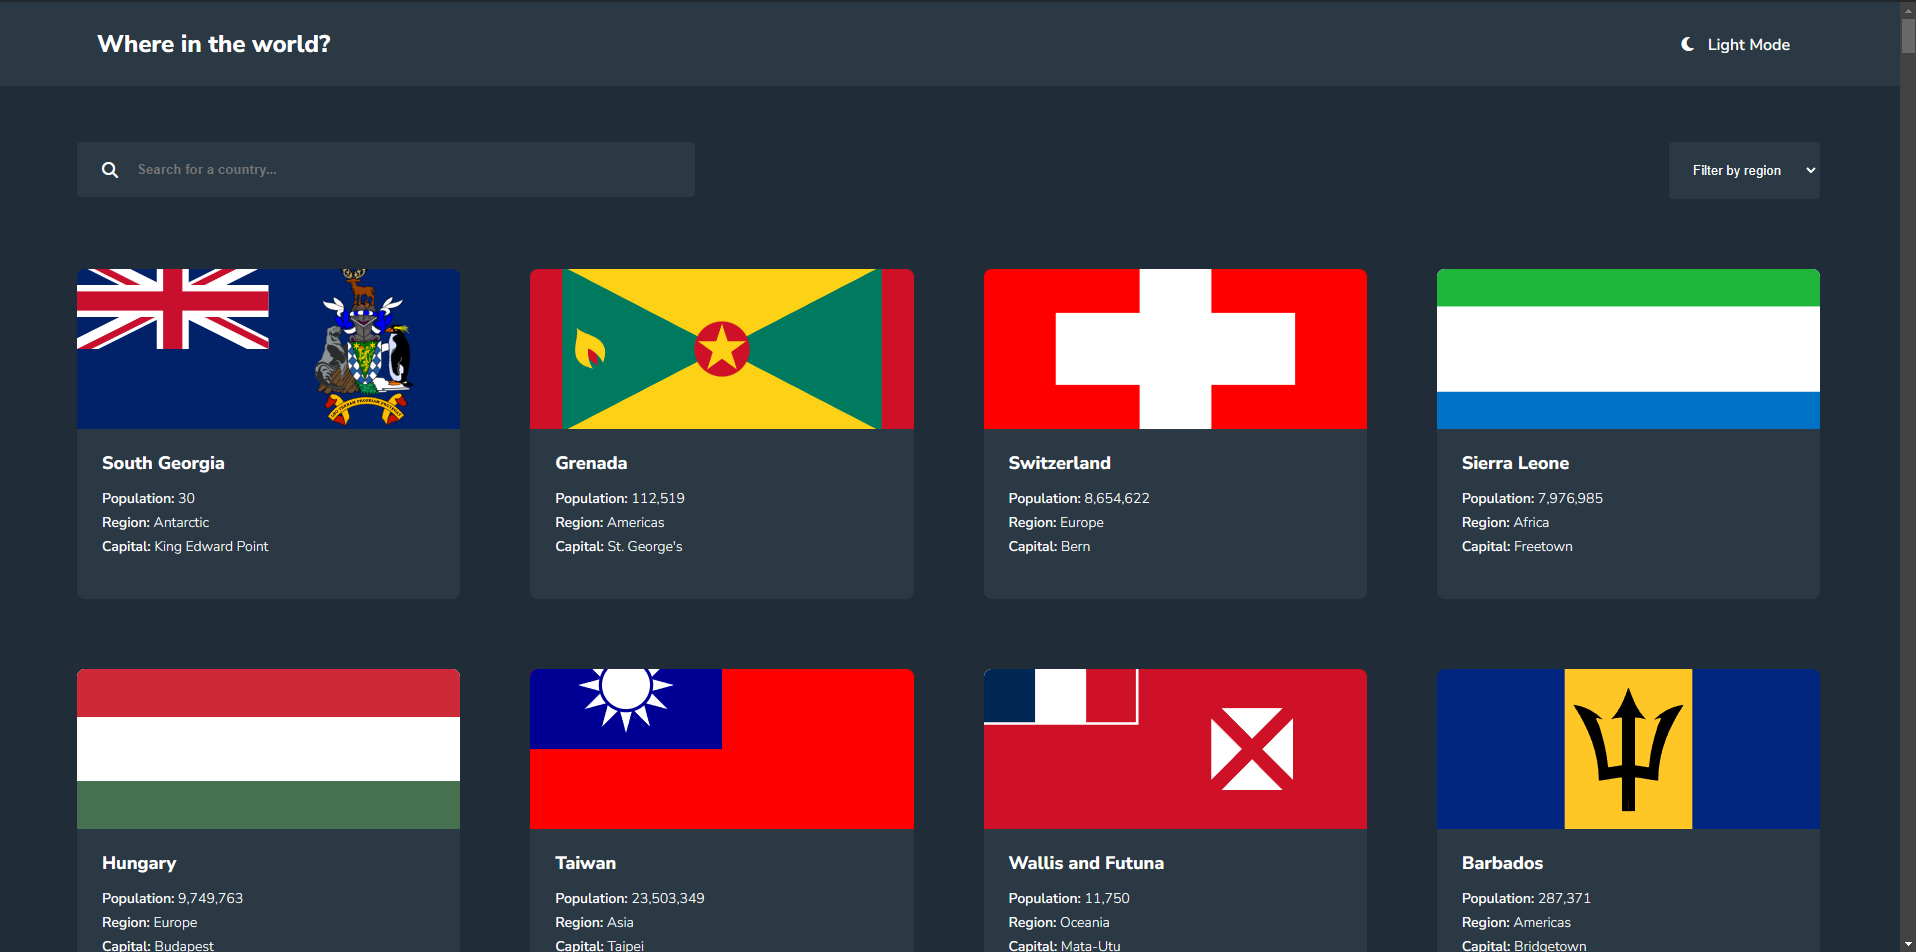 Where in the world?
Light Mode
Search for a country...
Filter by region
South Georgia
Population: 30
Region: Antarctic
Capital: King Edward Point
Grenada
Population: 112,519
Region: Americas
Capital: St. George's
Switzerland
Population: 8,654,622
Region: Europe
Capital: Bern
Sierra Leone
Population: 7,976,985
Region: Africa
Capital: Freetown
Hungary
Population: 9,749,763
Region: Europe
Capital: Budapest
Taiwan
Population: 23,503,349
Region: Asia
Capital: Taipei
Wallis and Futuna
Population: 11,750
Region: Oceania
Capital: Mata-Utu
Barbados
Population: 287,371
Region: Americas
Capital: Bridgetown